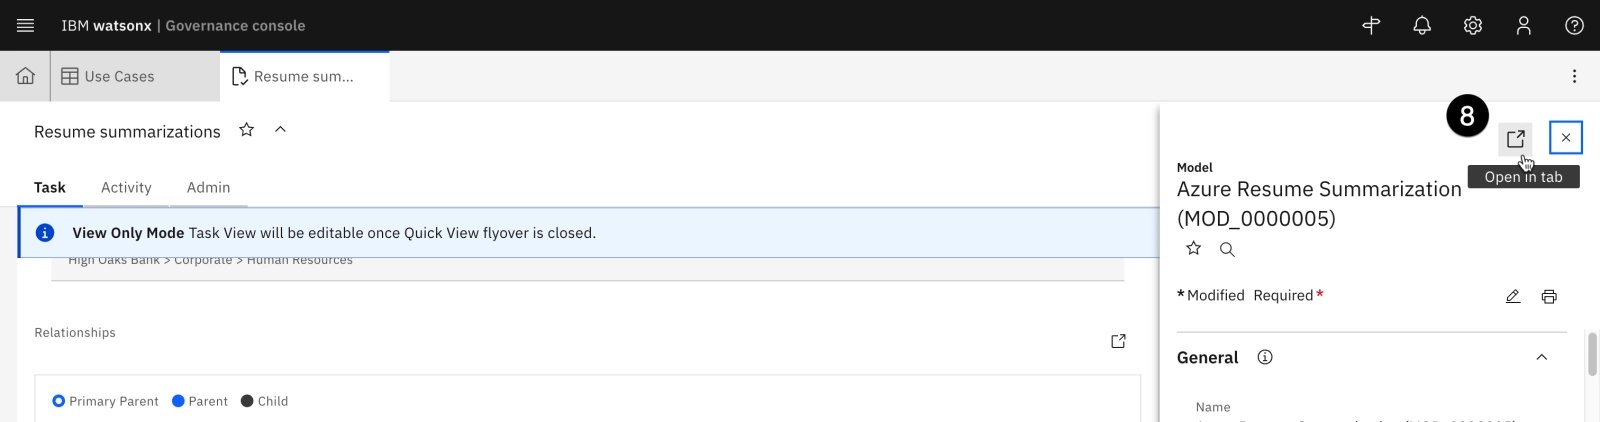 IBM watsonx | Governance console
Use Cases
Resume sum...
Resume summarizations
8
Open in tab
Task
Activity
Admin
View Only Mode Task View will be editable once Quick View flyover is closed.
High Oaks Bank > Corporate > Human Resources
Relationships
Primary Parent
Parent
Child
Model
Azure Resume Summarization
(MOD_0000005)
*Modified Required*
General
Name